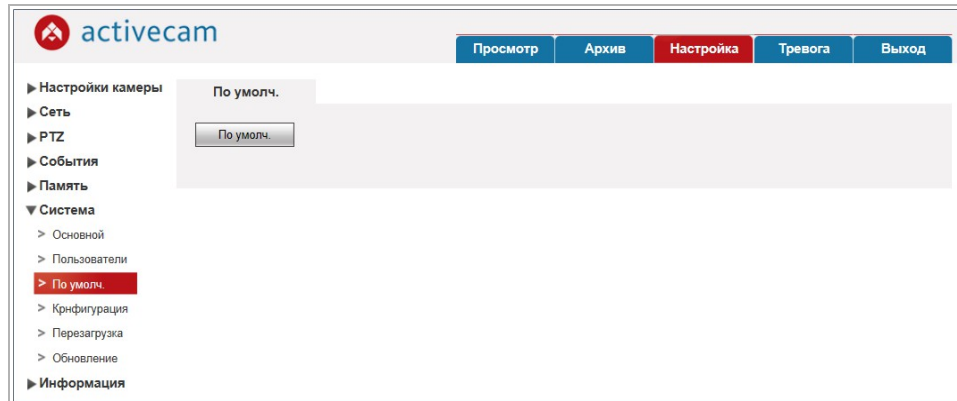 activecam
Просмотр Архив Настройка Тревога Выход
Настройки камеры
Сеть
PTZ
События
Память
Система
> Основной
> Пользователи
> По умолч.
> Крнфигурация
> Перезагрузка
> Обновление
Информация
По умолч.
По умолч.